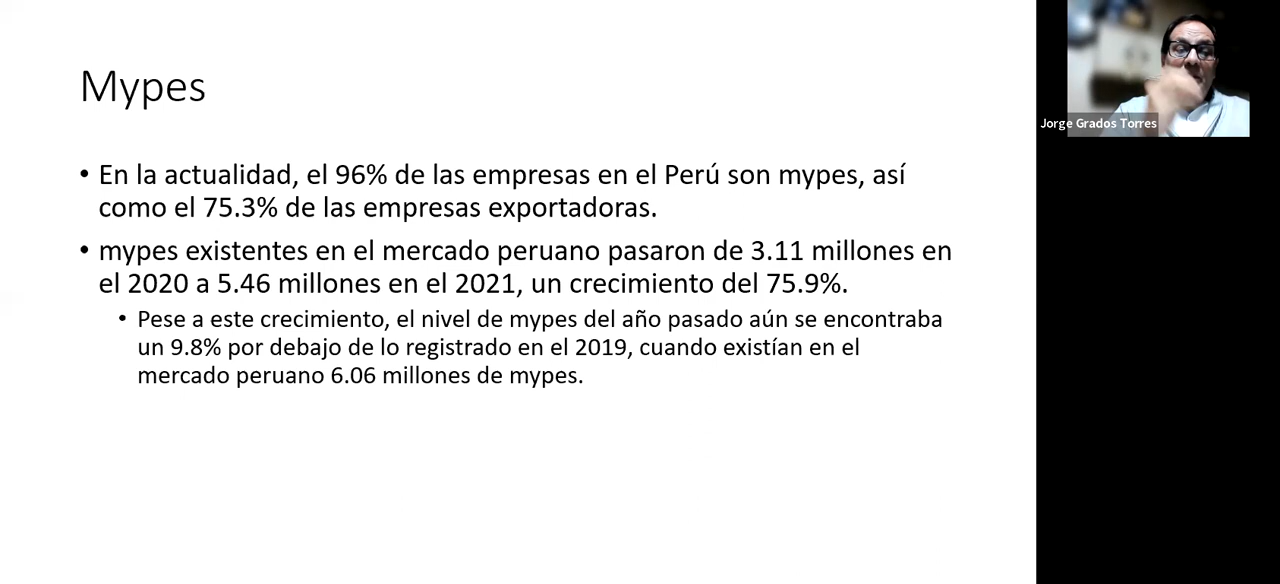 Mypes
• En la actualidad, el 96% de las empresas en el Perú son mypes, así
como el 75.3% de las empresas exportadoras.
• mypes existentes en el mercado peruano pasaron de 3.11 millones en
el 2020 a 5.46 millones en el 2021, un crecimiento del 75.9%.
• Pese a este crecimiento, el nivel de mypes del año pasado aún se encontraba
un 9.8% por debajo de lo registrado en el 2019, cuando existían en el
mercado peruano 6.06 millones de mypes.
Jorge Grados Torres